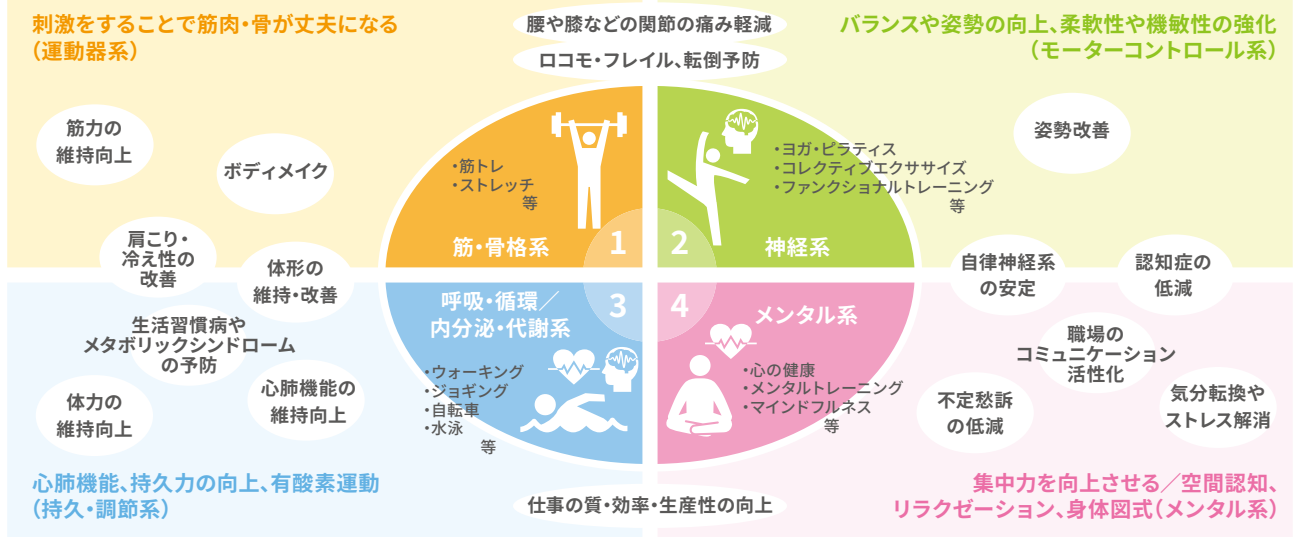 刺激をすることで筋肉・骨が丈夫になる
（運動器系）
腰や膝などの関節の痛み軽減
ロコモ・フレイル、転倒予防
バランスや姿勢の向上、柔軟性や機敏性の強化
（モーターコントロール系）
筋力の
維持向上
ボディメイク
肩こり・
冷え性の
改善
体形の
維持・改善
・筋トレ
・ストレッチ
等
筋・骨格系
1
・ヨガ・ピラティス
・コレクティブエクササイズ
・ファンクショナルトレーニング
等
2
神経系
姿勢改善
自律神経系
の安定
認知症の
低減
生活習慣病や
メタボリックシンドローム
の予防
体力の
維持向上
心肺機能の
維持向上
呼吸・循環／
内分泌・代謝系
3
・ウォーキング
・ジョギング
・自転車
・水泳
等
4
メンタル系
・心の健康
・メンタルトレーニング
・マインドフルネス
等
職場の
コミュニケーション
活性化
不定愁訴
の低減
気分転換や
ストレス解消
心肺機能、持久力の向上、有酸素運動
（持久・調節系）
仕事の質・効率・生産性の向上
集中力を向上させる／空間認知、
リラクゼーション、身体図式（メンタル系）